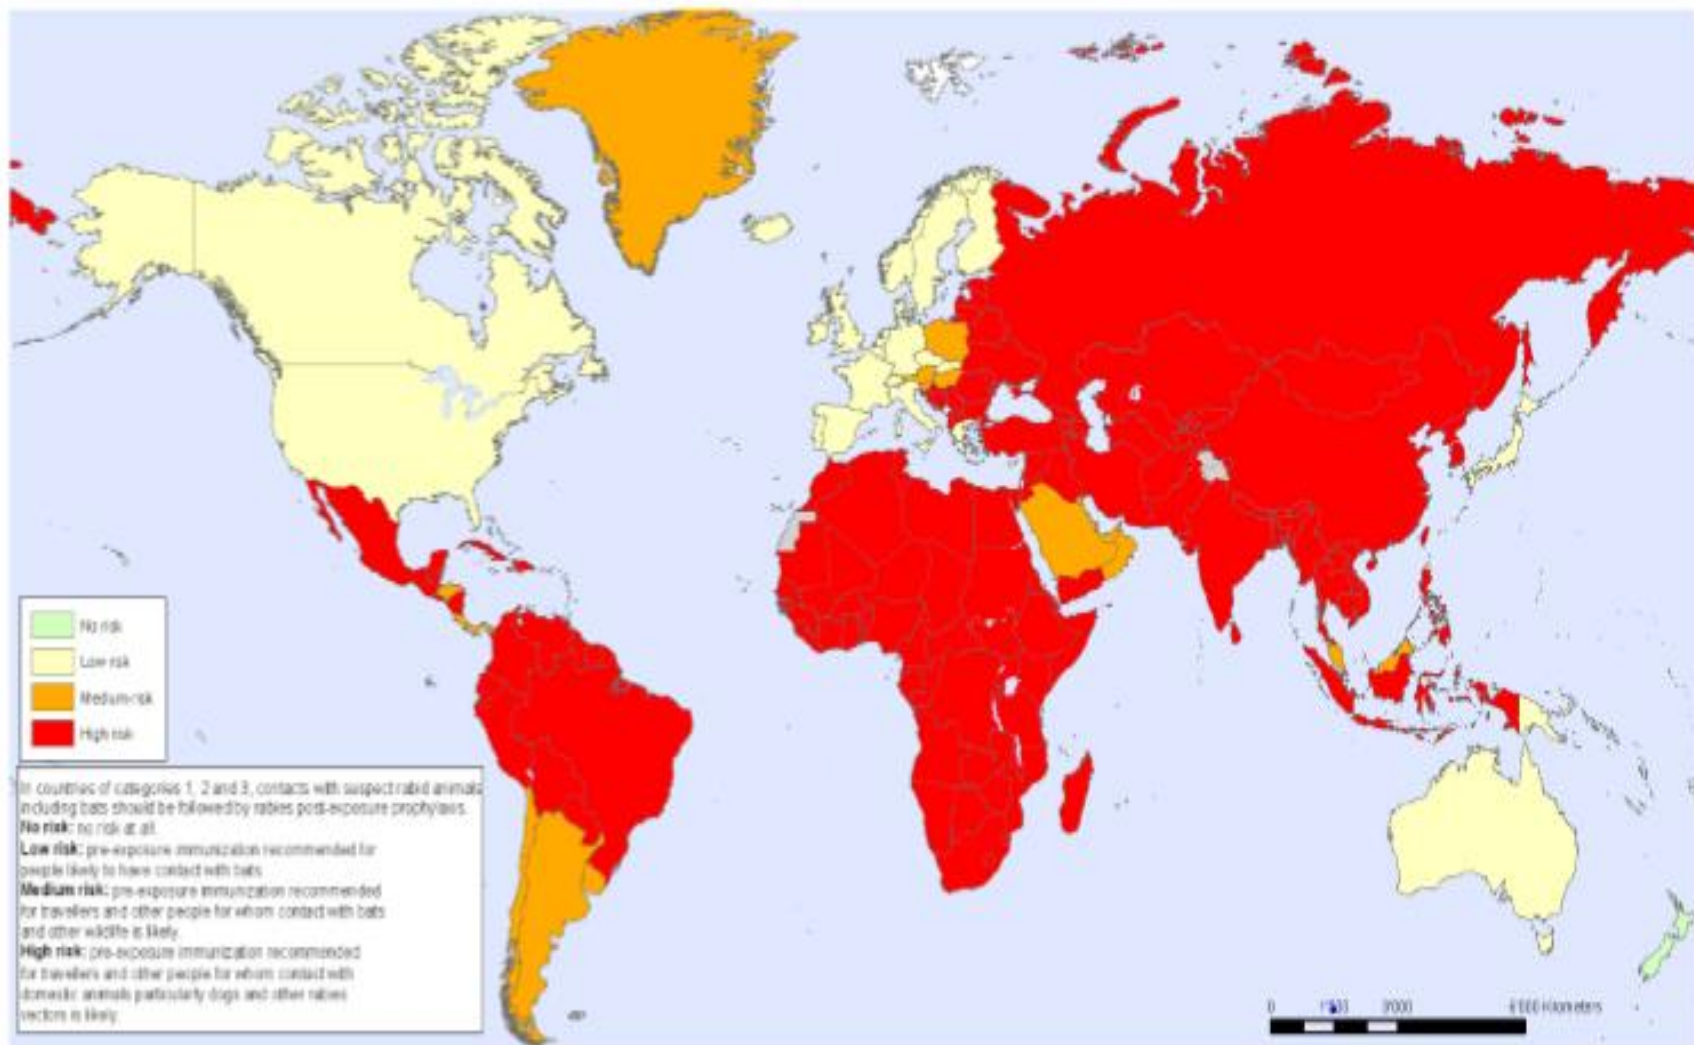 No risk
Low risk
Medium risk
High risk
In countries of categories 1, 2 and 3, contacts with suspect rabid animals
including bats should be followed by rabies post-exposure prophylaxis.
No risk: no risk at all.
Low risk: pre-exposure immunization recommended for
people likely to have contact with bats.
Medium risk: pre-exposure immunization recommended
for travellers and other people for whom contact with bats
and other wildlife is likely.
High risk: pre-exposure immunization recommended
for travellers and other people for whom contact with
domestic animals particularly dogs and other rabies
vectors is likely.
0 Kilometers